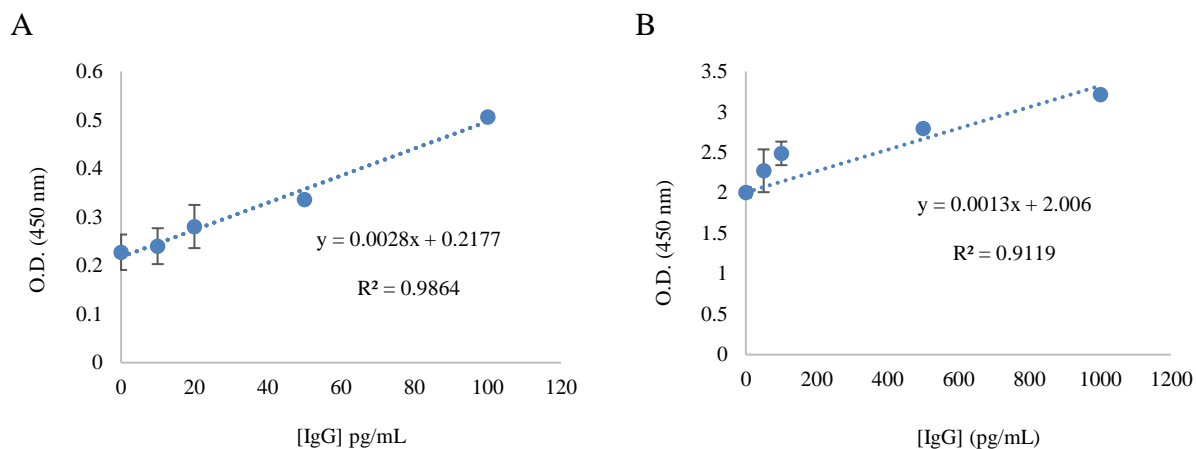 A
0.6
0.5
0.4
0.3
0.2
0.1
0
O.D. (450 nm)
y = 0.0028x + 0.2177
R² = 0.9864
0 20 40 60 80 100 120
[IgG] pg/mL
B
3.5
3
2.5
2
1.5
1
0.5
0
O.D. (450 nm)
y = 0.0013x + 2.006
R² = 0.9119
0 200 400 600 800 1000 1200
[IgG] (pg/mL)